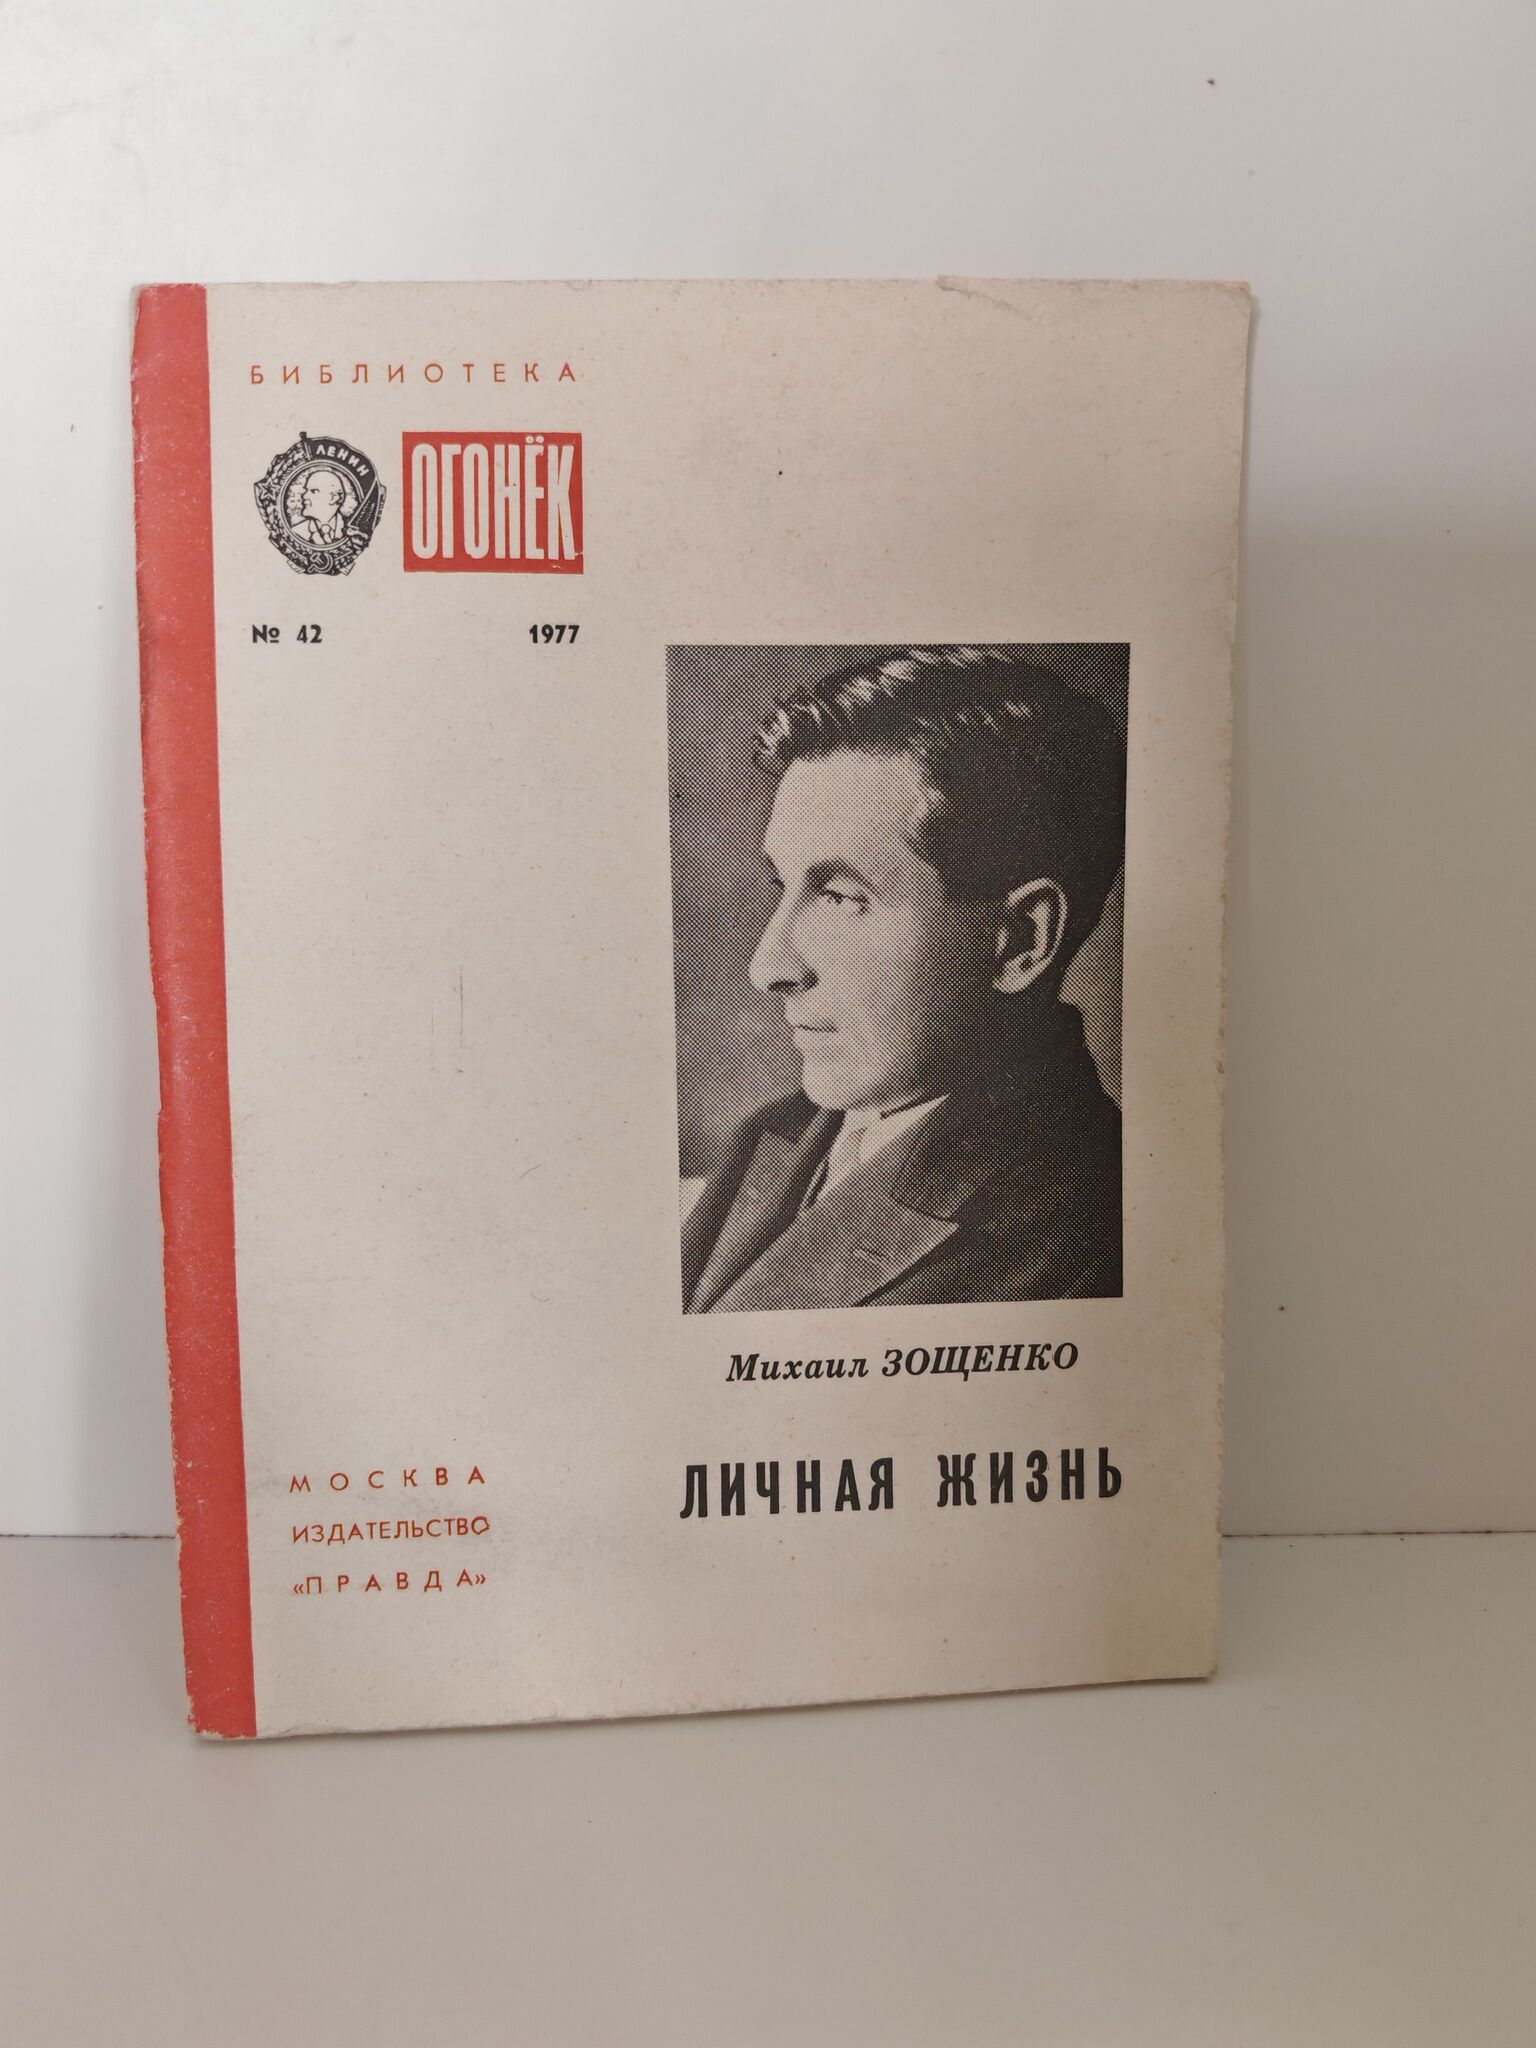 БИБЛИОТЕКА
ЛЕНИН
ОГОНЁК
№ 42 1977
Михаил ЗОЩЕНКО
ЛИЧНАЯ ЖИЗНЬ
МОСКВА
ИЗДАТЕЛЬСТВО
«ПРАВДА»